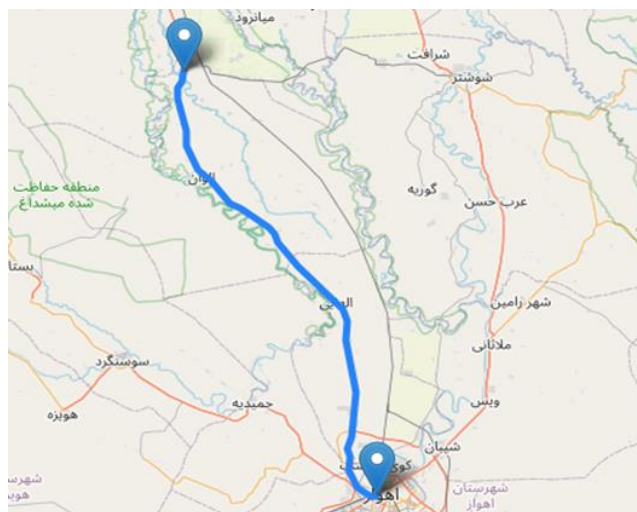 میانرود
شرافت
شوشتر
الوان
منطقه حفاظت
شده میشداغ
گوریه
عرب حسن
شهر رامین
ملاثانی
سوسنگرد
حمیدیه
هویزه
ویس
شیبان
کوی
اهواز
شهرستان
اهواز